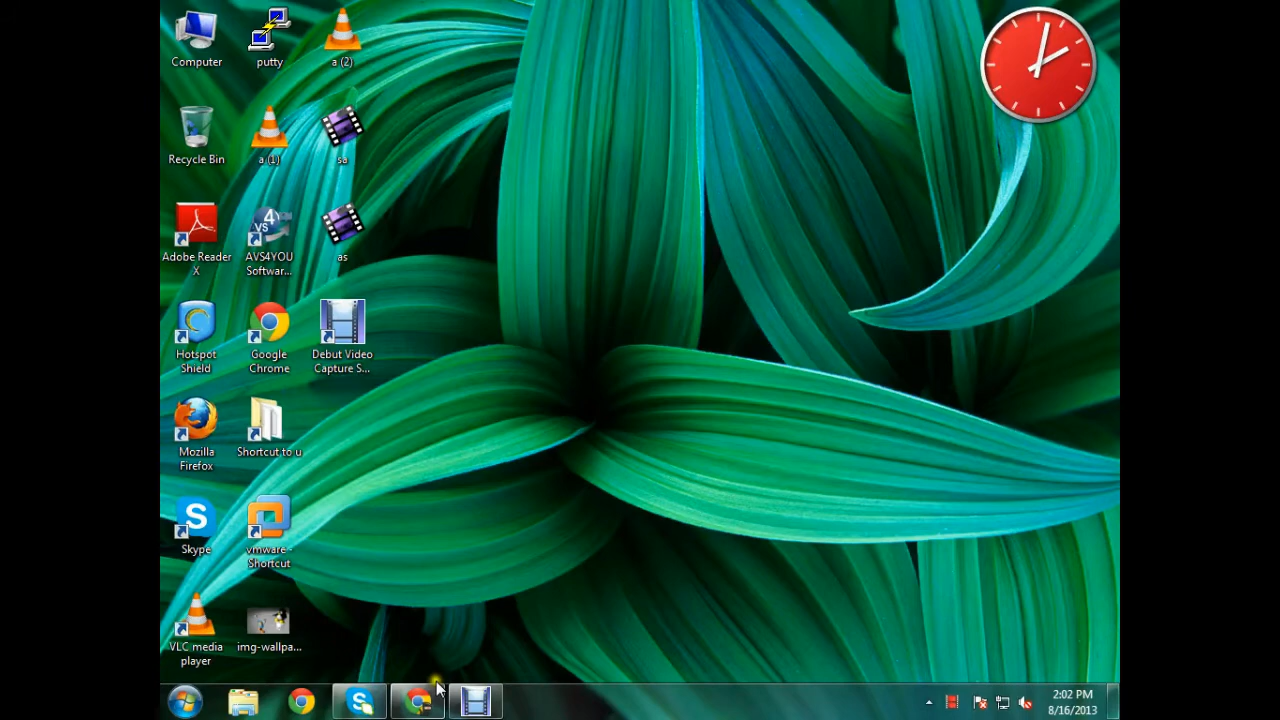 Computer
putty
a (2)
Recycle Bin
a (1)
sa
Adobe Reader
X
AVS4YOU
Softwar...
as
Hotspot
Shield
Google
Chrome
Debut Video
Capture S...
Mozilla
Firefox
Shortcut to u
Skype
vmware -
Shortcut
VLC media
player
img-wallpa...
2:02 PM
8/16/2013